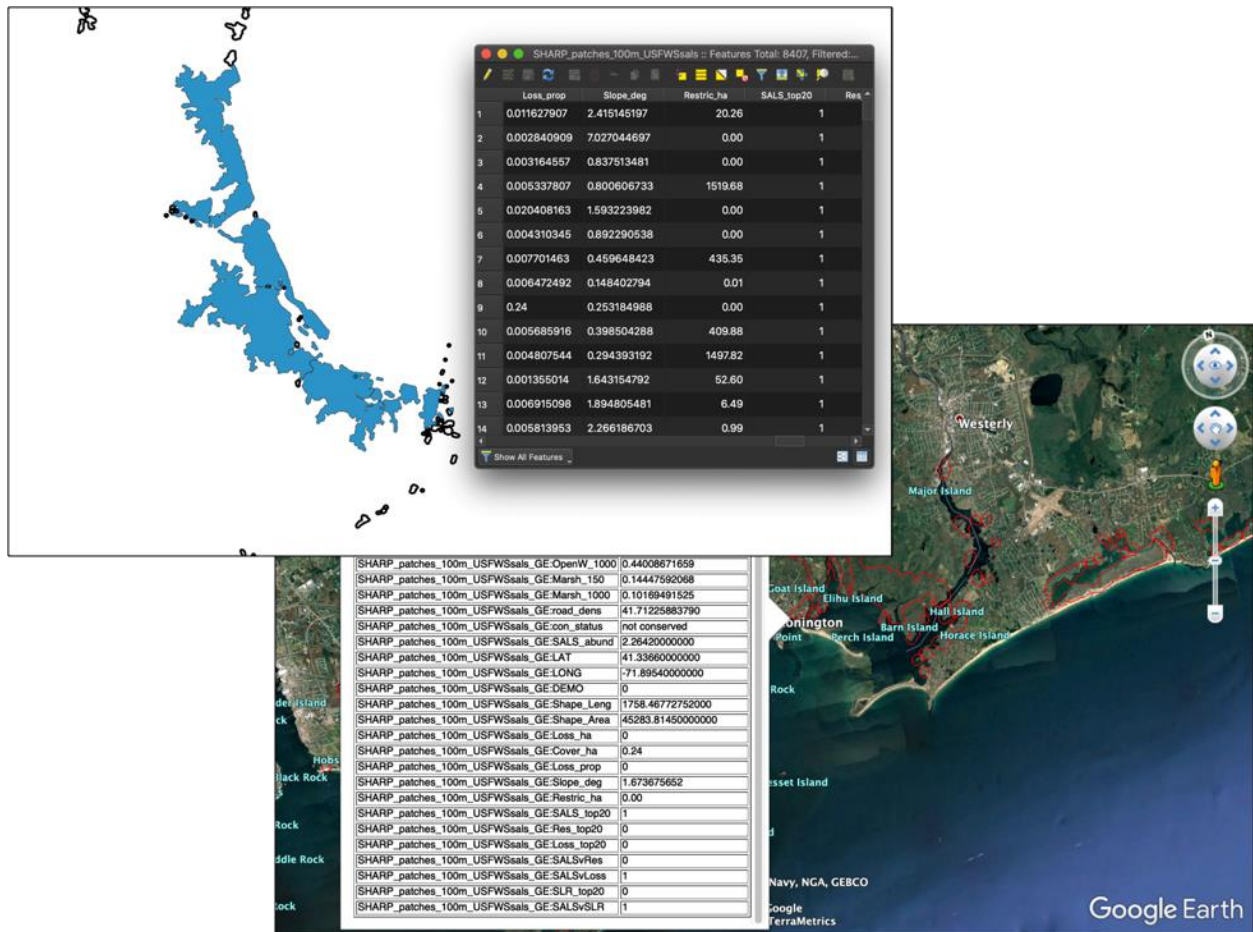 SHARP_patches_100m_USFWSsals :: Features Total: 8407, Filtered:...
Loss_prop Slope_deg Restric_ha SALS_top20 Res
1 0.011627907 2.415145197 20.26 1
2 0.002840909 7.027044697 0.00 1
3 0.003164557 0.837513481 0.00 1
4 0.005337807 0.800606733 1519.68 1
5 0.020408163 1.593223982 0.00 1
6 0.004310345 0.892290538 0.00 1
7 0.007701463 0.459648423 435.35 1
8 0.006472492 0.148402794 0.01 1
9 0.24 0.253184988 0.00 1
10 0.005685916 0.398504288 409.88 1
11 0.004807544 0.294393192 1497.82 1
12 0.001355014 1.643154792 52.60 1
13 0.006915098 1.894805481 6.49 1
14 0.005813953 2.266186703 0.99 1
Show All Features
N
Westerly
Major Island
SHARP_patches_100m_USFWSsals_GE:OpenW_1000 0.44008671659
SHARP_patches_100m_USFWSsals_GE:Marsh_150 0.14447592068
SHARP_patches_100m_USFWSsals_GE:Marsh_1000 0.10169491525
SHARP_patches_100m_USFWSsals_GE:road_dens 41.71225883790
SHARP_patches_100m_USFWSsals_GE:con_status not conserved
SHARP_patches_100m_USFWSsals_GE:SALS_abund 2.26420000000
SHARP_patches_100m_USFWSsals_GE:LAT 41.33660000000
SHARP_patches_100m_USFWSsals_GE:LONG -71.89540000000
SHARP_patches_100m_USFWSsals_GE:DEMO 0
SHARP_patches_100m_USFWSsals_GE:Shape_Leng 1758.46772752000
SHARP_patches_100m_USFWSsals_GE:Shape_Area 45283.81450000000
SHARP_patches_100m_USFWSsals_GE:Loss_ha 0
SHARP_patches_100m_USFWSsals_GE:Cover_ha 0.24
SHARP_patches_100m_USFWSsals_GE:Loss_prop 0
SHARP_patches_100m_USFWSsals_GE:Slope_deg 1.673675652
SHARP_patches_100m_USFWSsals_GE:Restric_ha 0.00
SHARP_patches_100m_USFWSsals_GE:SALS_top20 1
SHARP_patches_100m_USFWSsals_GE:Res_top20 0
SHARP_patches_100m_USFWSsals_GE:Loss_top20 0
SHARP_patches_100m_USFWSsals_GE:SALSvRes 0
SHARP_patches_100m_USFWSsals_GE:SALSvLoss 1
SHARP_patches_100m_USFWSsals_GE:SLR_top20 0
SHARP_patches_100m_USFWSsals_GE:SALSvSLR 1
der Island
ck
Hobs
Black Rock
Rock
ddle Rock
ock
Goat Island
Elihu Island
onington
Point
Perch Island
Barn Island
Hall Island
Horace Island
Rock
esset Island
d
Navy, NGA, GEBCO
Google
TerraMetrics
Google Earth